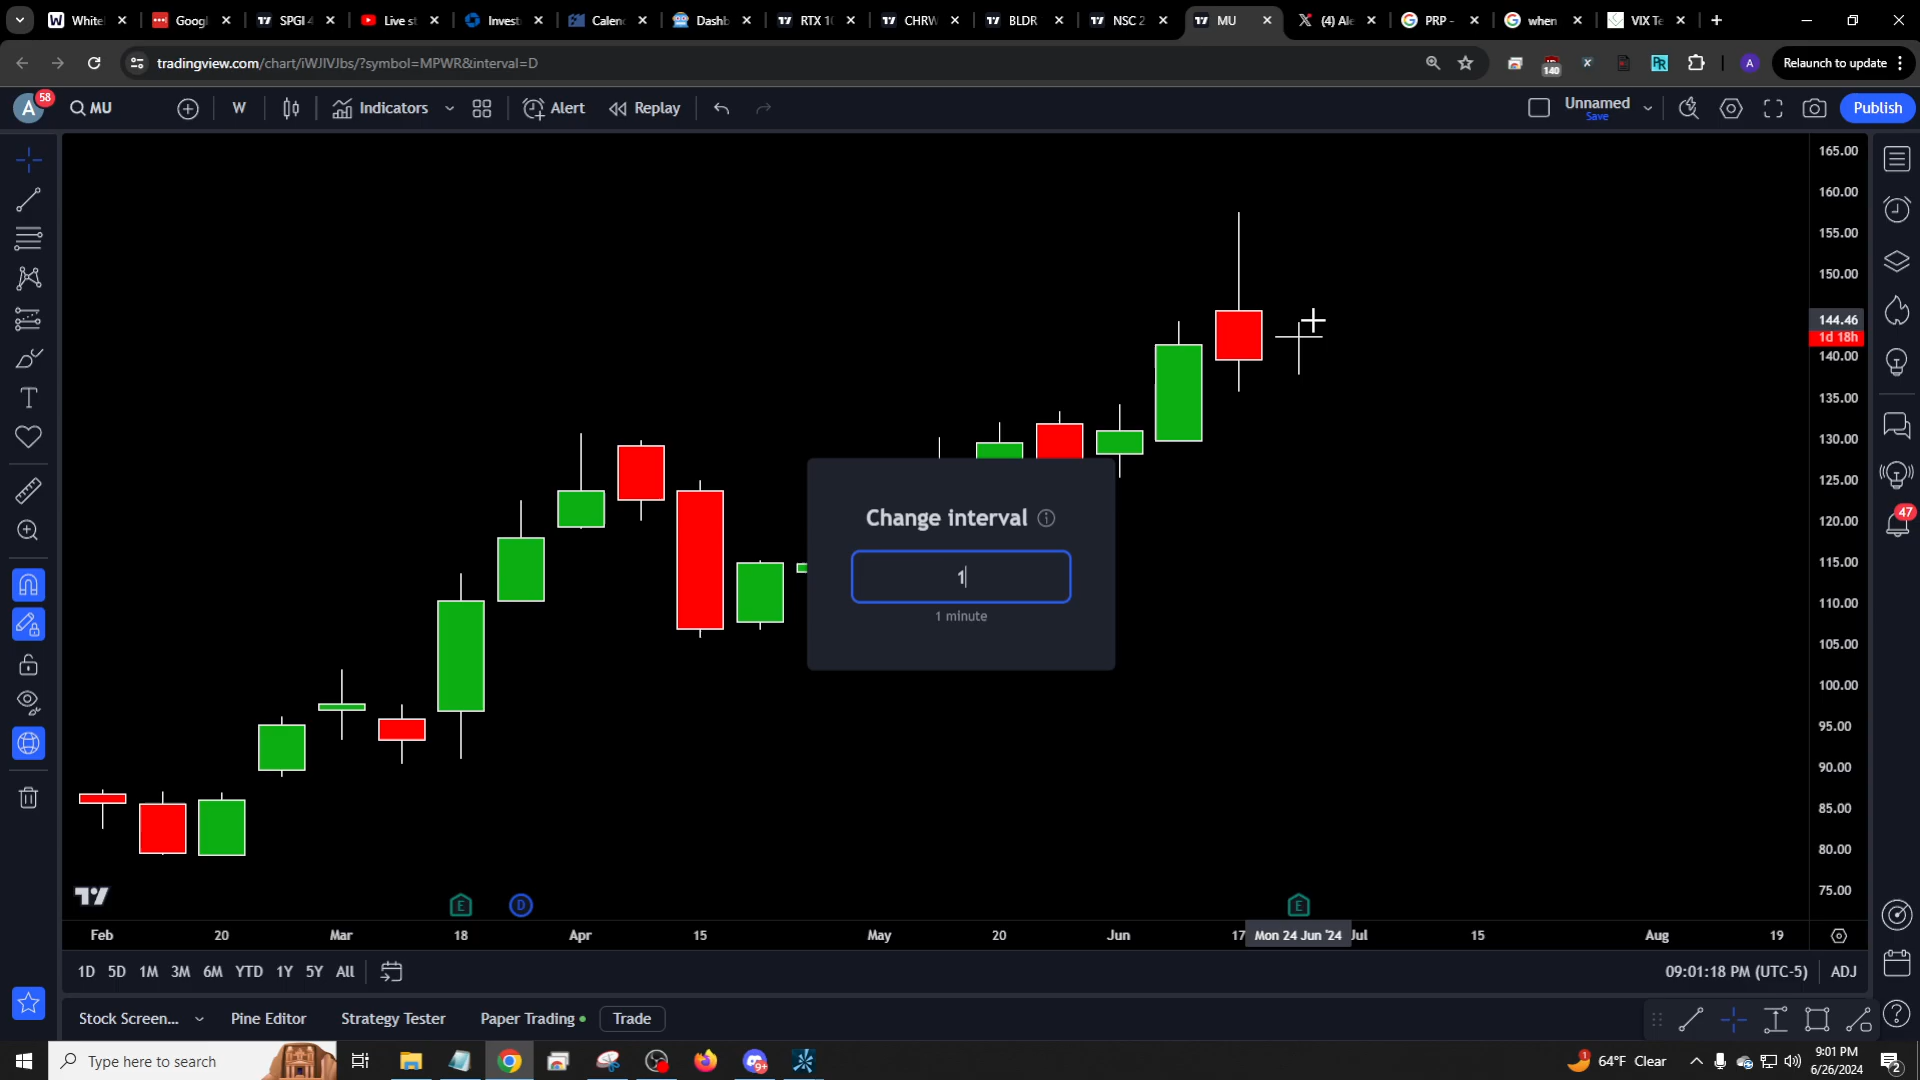 White
Googl
SPGI 4
Live st
Invest
Calenc
Dashb
RTX 10
CHRW
BLDR
NSC 2
MU
(4) Ale
PRP -
when
VIX Te
tradingview.com/chart/iWJIVJbs/?symbol=MPWR&interval=D
140
PR
A
Relaunch to update
A
58
MU
W
Indicators
Alert
Replay
Unnamed
Save
Publish
165.00
160.00
155.00
150.00
144.46
1d 18h
140.00
135.00
130.00
125.00
120.00
115.00
110.00
105.00
100.00
95.00
90.00
85.00
80.00
75.00
47
Change interval
1
1 minute
E
D
E
Feb
20
Mar
18
Apr
15
May
20
Jun
17
Mon 24 Jun '24
Jul
15
Aug
19
1D 5D 1M 3M 6M YTD 1Y 5Y All
09:01:18 PM (UTC-5)
ADJ
Stock Screen...
Pine Editor
Strategy Tester
Paper Trading
Trade
Type here to search
64°F Clear
9:01 PM
6/26/2024
2